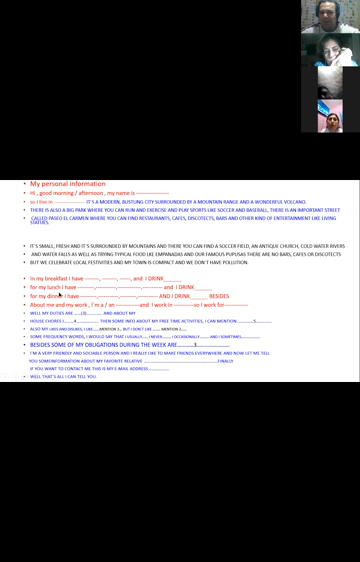 • My personal information
• Hi , good morning / afternoon , my name is -----------------
• so I live in ---------------- IT´S A MODERN, BUSTLING CITY SURROUNDED BY A MOUNTAIN RANGE AND A WONDERFUL VOLCANO.
• THERE IS ALSO A BIG PARK WHERE YOU CAN RUN AND EXERCISE AND PLAY SPORTS LIKE SOCCER AND BASEBALL, THERE IS AN IMPORTANT STREET
• CALLED PASEO EL CARMEN WHERE YOU CAN FIND RESTAURANTS, CAFES, DISCOTECTS, BARS AND OTHER KIND OF ENTERTAINMENT LIKE LIVING
STATUES.
• IT´S SMALL, FRESH AND IT´S SURROUNDED BY MOUNTAINS AND THERE YOU CAN FIND A SOCCER FIELD, AN ANTIQUE CHURCH, COLD WATER RIVERS
• AND WATER FALLS AS WELL AS TRYING TYPICAL FOOD LIKE EMPANADAS AND OUR FAMOUS PUPUSAS THERE ARE NO BARS, CAFES OR DISCOTECTS
• BUT WE CELEBRATE LOCAL FESTIVITIES AND MY TOWN IS COMPACT AND WE DON´T HAVE POLLUTION.
• In my breakfast I have -------, -------, -----, and I DRINK______
• for my lunch I have -------,---------,-----------,-------- and I DRINK______
• for my dinner I have --------,---------,--------,-------- AND I DRINK______ BESIDES
• About me and my work , I´m a / an ------------and I work in ---------so I work for-----------
• WELL MY DUTIES ARE ......(3)............ AND ABOUT MY
• HOUSE CHORES I...........4.................. THEN SOME INFO ABOUT MY FREE TIME ACTIVITIES, I CAN MENTION.............5............
• ALSO MY LIKES AND DISLIKES, I LIKE......MENTION 3... BUT I DON´T LIKE ........ MENTION 2......
• SOME FREQUENCY WORDS, I WOULD SAY THAT I USUALLY......, I NEVER........, I OCCASIONALLY......... AND I SOMETIMES...............
• BESIDES SOME OF MY OBLIGATIONS DURING THE WEEK ARE..............3......................
• I´M A VERY FRIENDLY AND SOCIABLE PERSON AND I REALLY LIKE TO MAKE FRIENDS EVERYWHERE AND NOW LET ME TELL
YOU SOMEINFORMATION ABOUT MY FAVORITE RELATIVE .......................................................FINALLY
• IF YOU WANT TO CONTACT ME THIS IS MY E-MAIL ADDRESS................
• WELL THAT´S ALL I CAN TELL YOU.